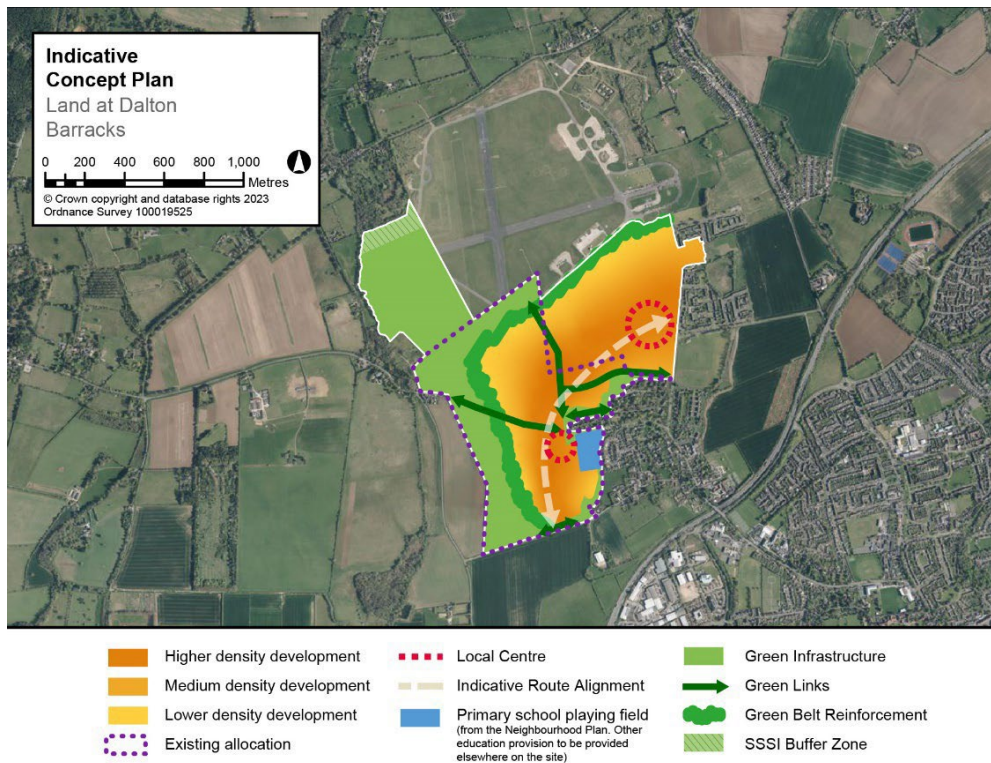 Indicative
Concept Plan
Land at Dalton
Barracks
0 200 400 600 800 1,000
Metres
© Crown copyright and database rights 2023
Ordnance Survey 100019525
Higher density development
Medium density development
Lower density development
Existing allocation
Local Centre
Indicative Route Alignment
Primary school playing field
(from the Neighbourhood Plan. Other
education provision to be provided
elsewhere on the site)
Green Infrastructure
Green Links
Green Belt Reinforcement
SSSI Buffer Zone